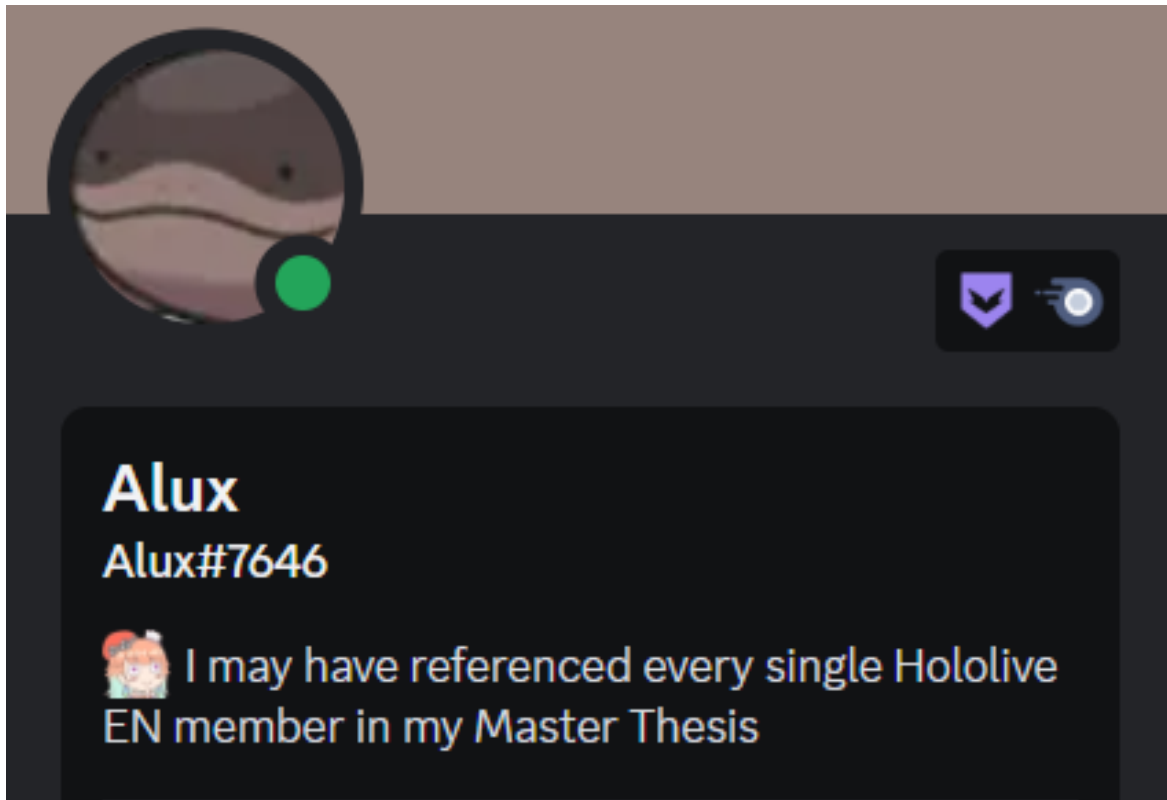 Alux
Alux#7646
I may have referenced every single Hololive
EN member in my Master Thesis